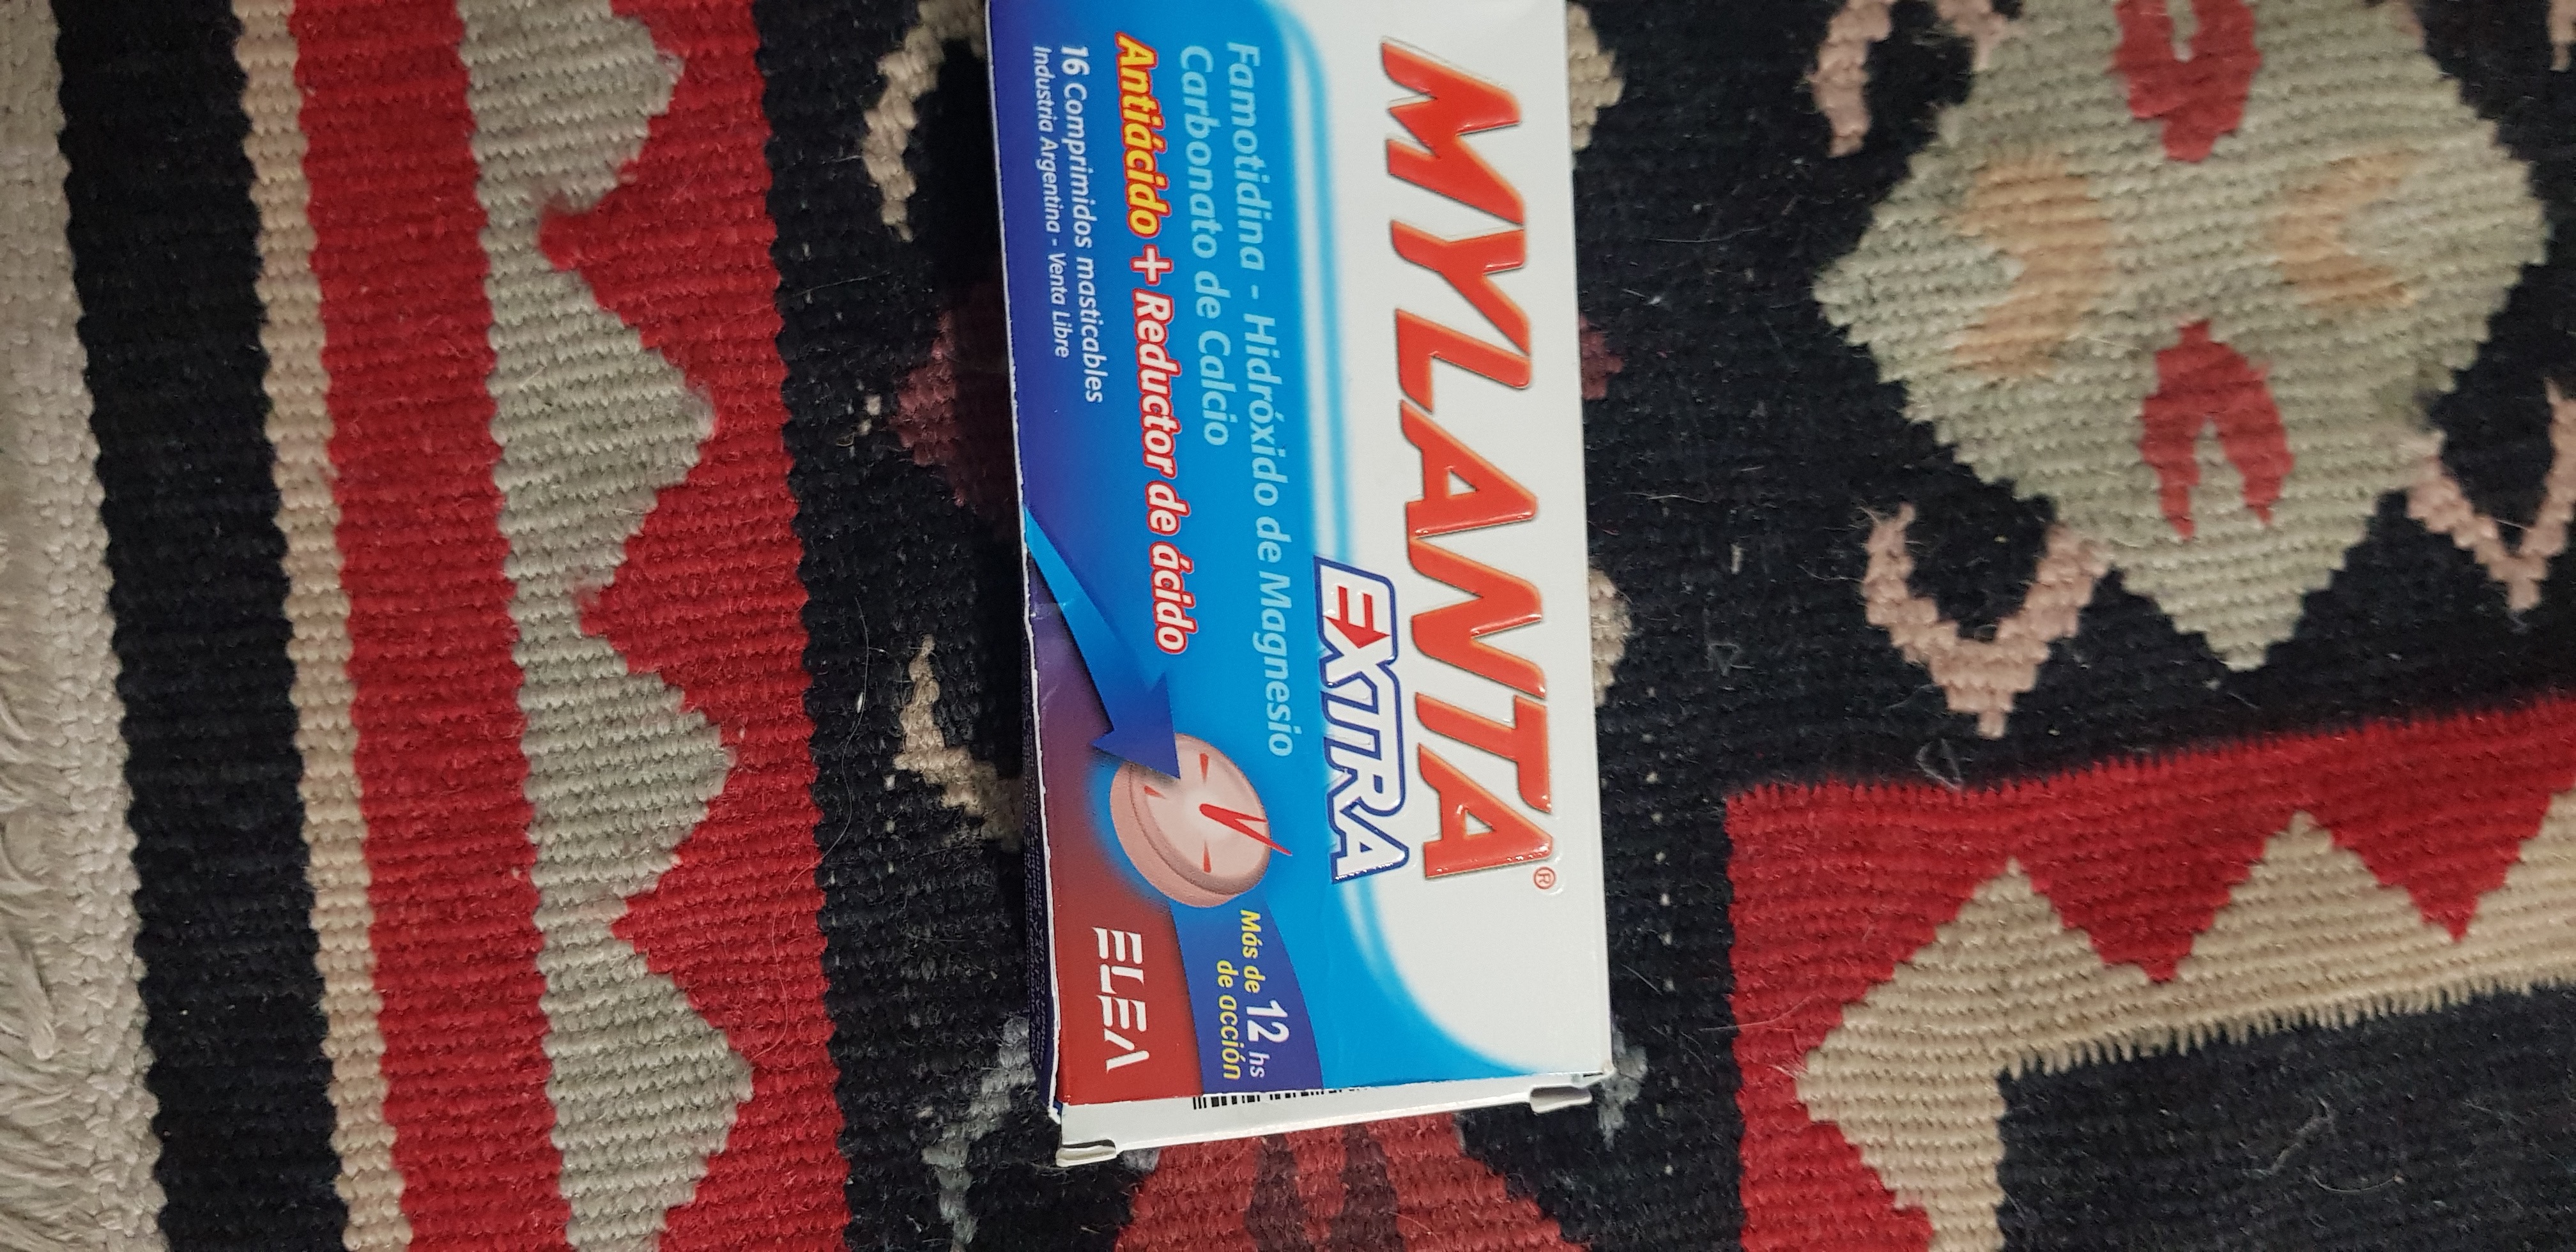 MYLANTA®
EXTRA
Famotidina - Hidróxido de Magnesio
Carbonato de Calcio
Antiácido + Reductor de ácido
16 Comprimidos masticables
Industria Argentina - Venta Libre
Más de 12 hs
de acción
ELEA